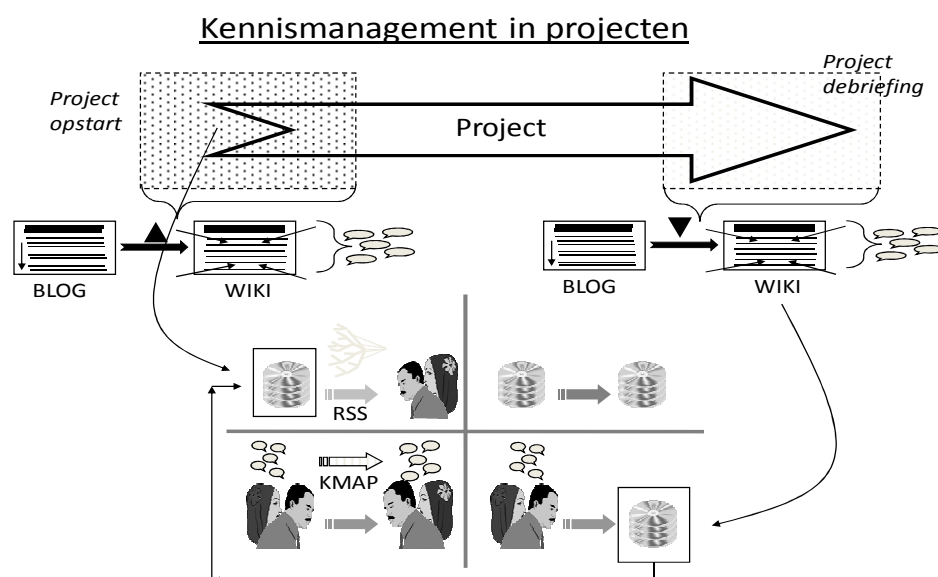 Kennismanagement in projecten
Project
opstart
Project
Project
debriefing
BLOG
WIKI
BLOG
WIKI
RSS
KMAP